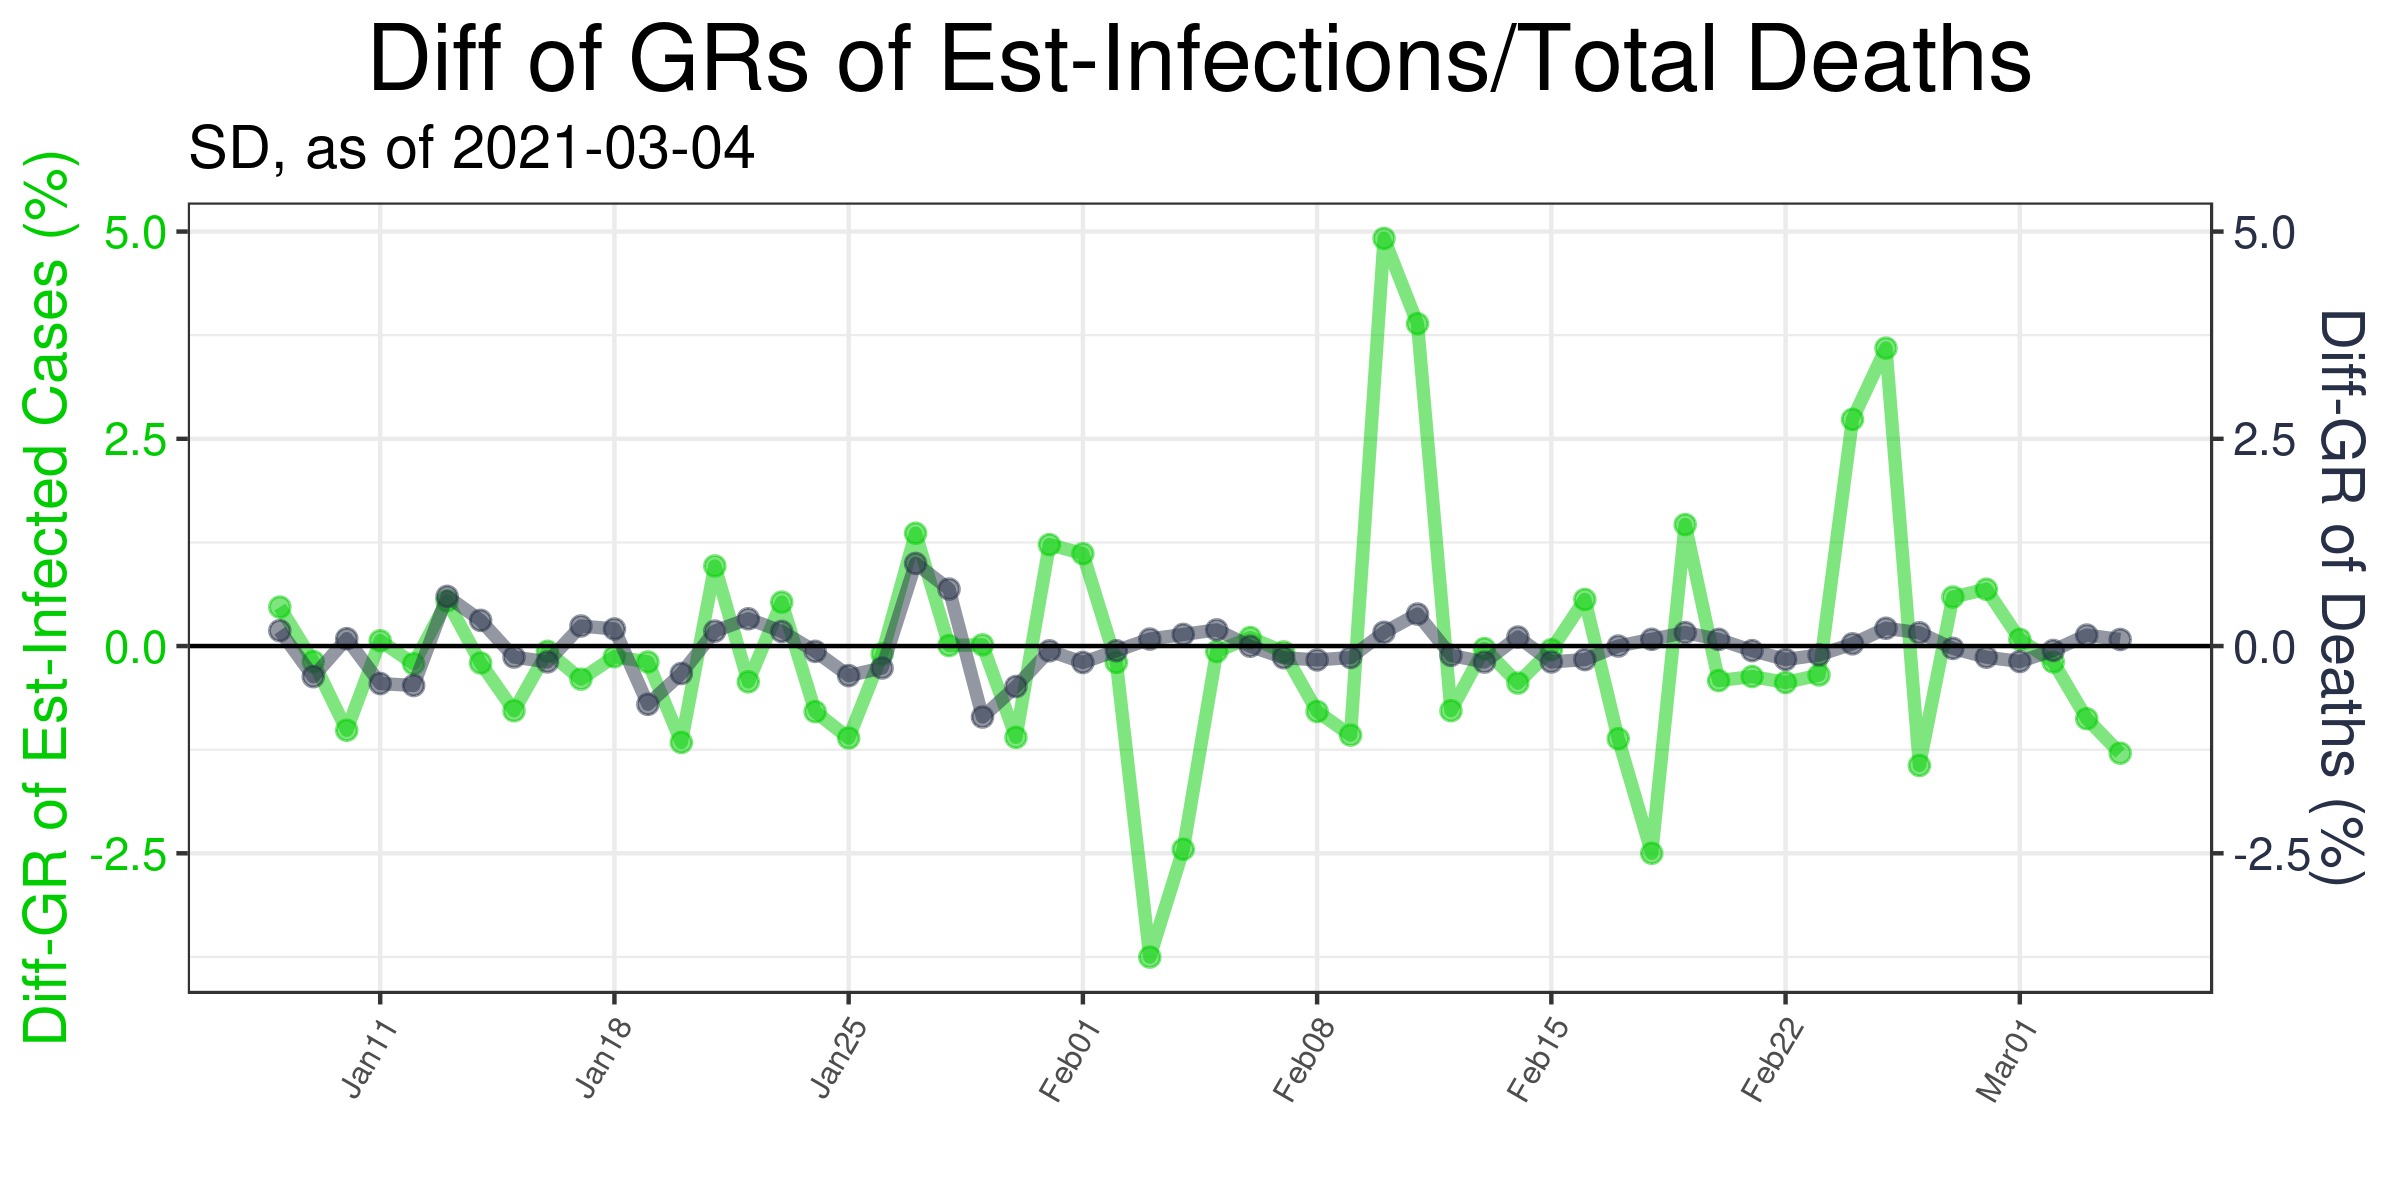 Diff of GRs of Est-Infections/Total Deaths
SD, as of 2021-03-04
Diff-GR of Est-Infected Cases (%)
5.0
2.5
0.0
-2.5
5.0
2.5
0.0
-2.5
Diff-GR of Deaths (%)
Jan11
Jan18
Jan25
Feb01
Feb08
Feb15
Feb22
Mar01